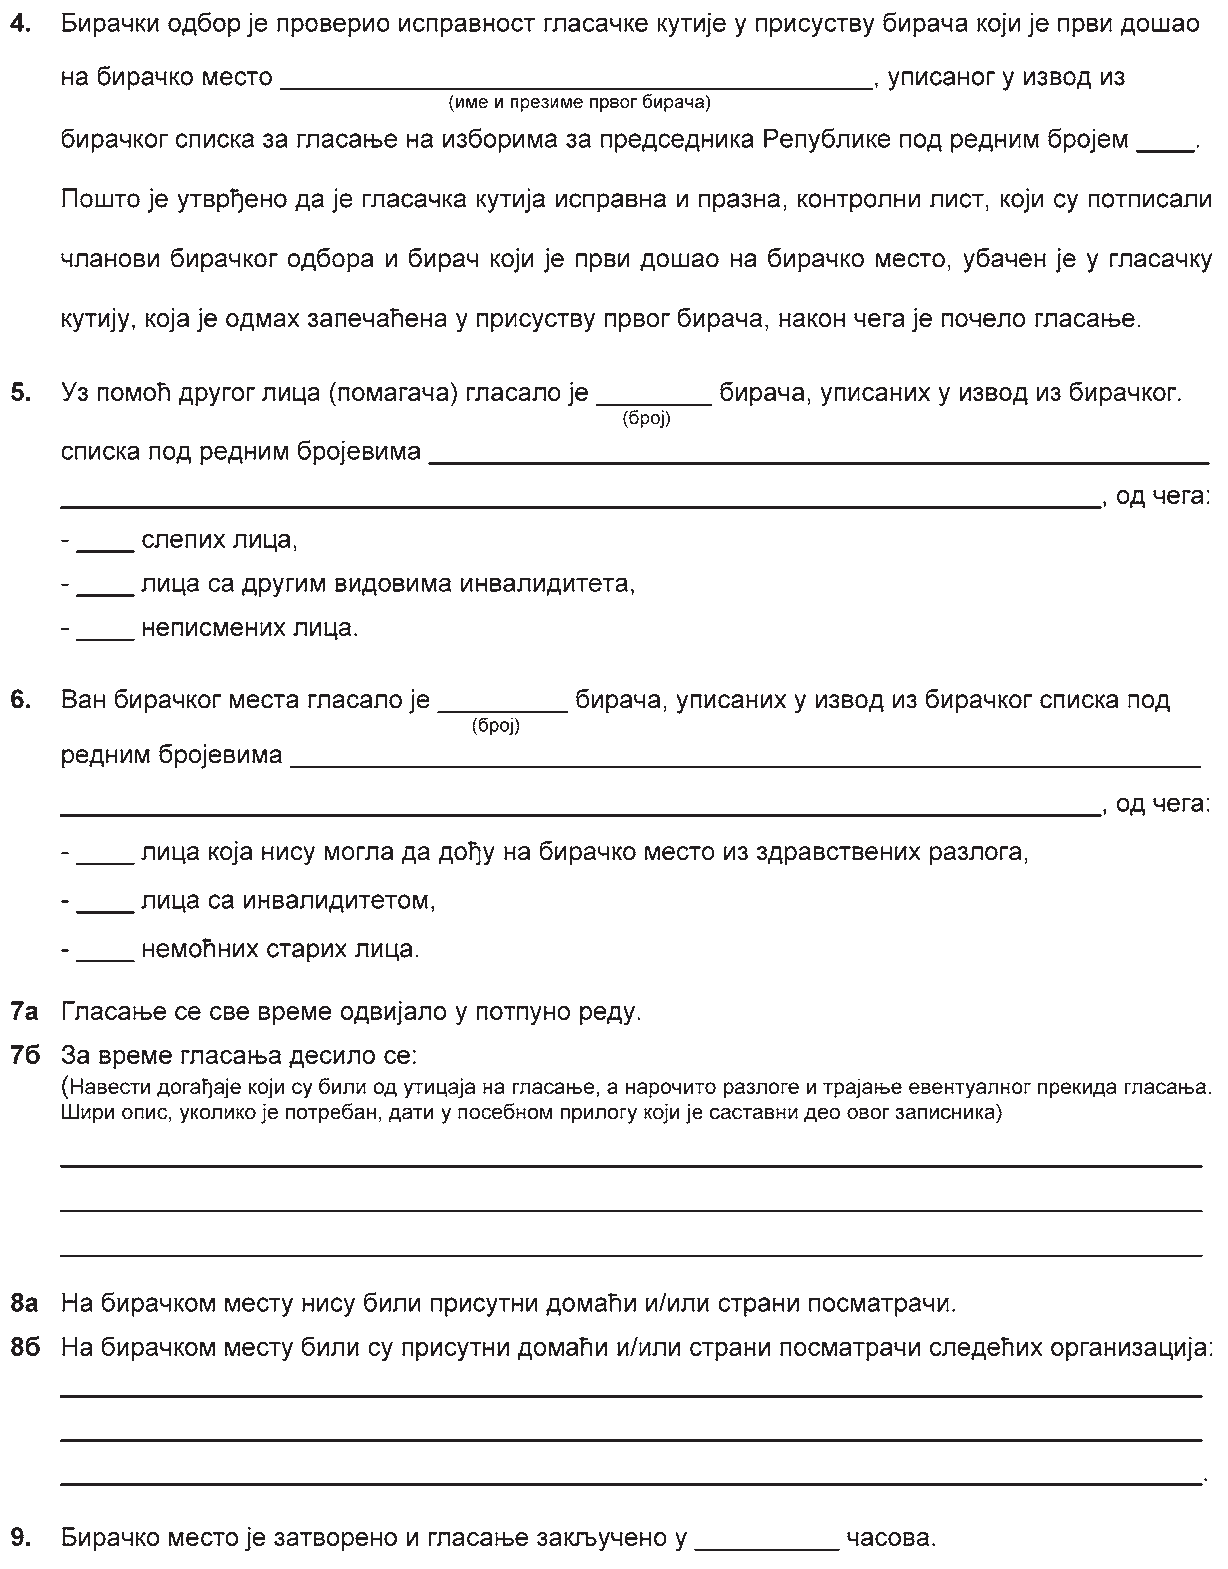 4. Бирачки одбор је проверио исправност гласачке кутије у присуству бирача који је први дошао
на бирачко место ____________________, уписаног у извод из
(име и презиме првог бирача)
бирачког списка за гласање на изборима за председника Републике под редним бројем ____.
Пошто је утврђено да је гласачка кутија исправна и празна, контролни лист, који су потписали
чланови бирачког одбора и бирач који је први дошао на бирачко место, убачен је у гласачку
кутију, која је одмах запечаћена у присуству првог бирача, након чега је почело гласање.
5. Уз помоћ другог лица (помагача) гласало је ________ бирача, уписаних у извод из бирачког.
(број)
списка под редним бројевима ____________________
____________________, од чега:
- ____ слепих лица,
- ____ лица са другим видовима инвалидитета,
- ____ неписмених лица.
6. Ван бирачког места гласало је _________ бирача, уписаних у извод из бирачког списка под
(број)
редним бројевима ____________________
____________________, од чега:
- ____ лица која нису могла да дођу на бирачко место из здравствених разлога,
- ____ лица са инвалидитетом,
- ____ немоћних старих лица.
7а Гласање се све време одвијало у потпуно реду.
7б За време гласања десило се:
(Навести догађаје који су били од утицаја на гласање, а нарочито разлоге и трајање евентуалног прекида гласања.
Шири опис, уколико је потребан, дати у посебном прилогу који је саставни део овог записника)
8а На бирачком месту нису били присутни домаћи и/или страни посматрачи.
8б На бирачком месту били су присутни домаћи и/или страни посматрачи следећих организација:
____________________.
9. Бирачко место је затворено и гласање закључено у __________ часова.